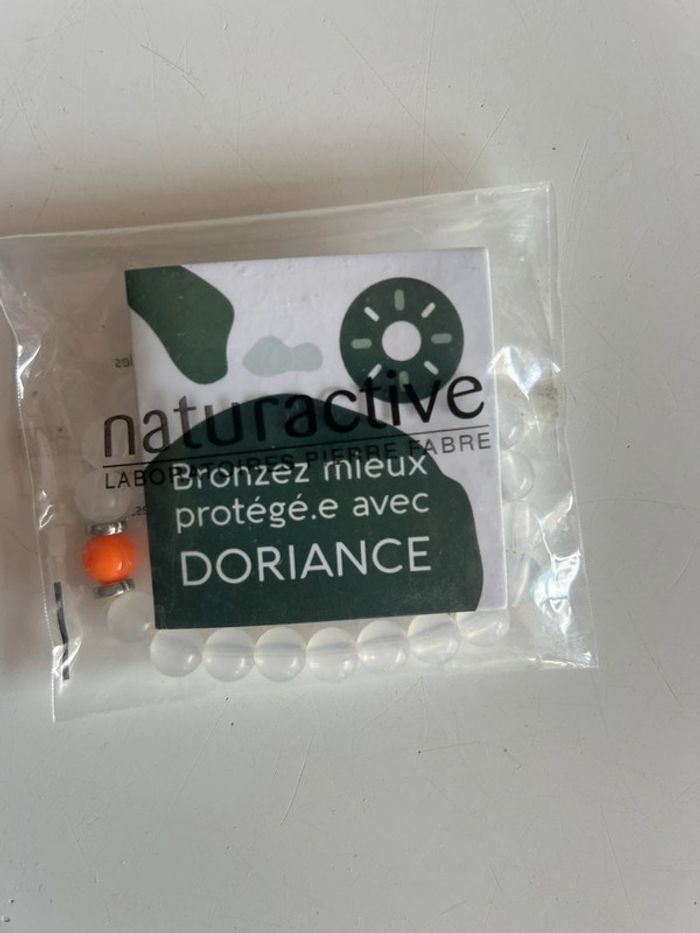 naturactive
LABORATOIRES PIERRE FABRE
Bronzez mieux
protégé.e avec
DORIANCE